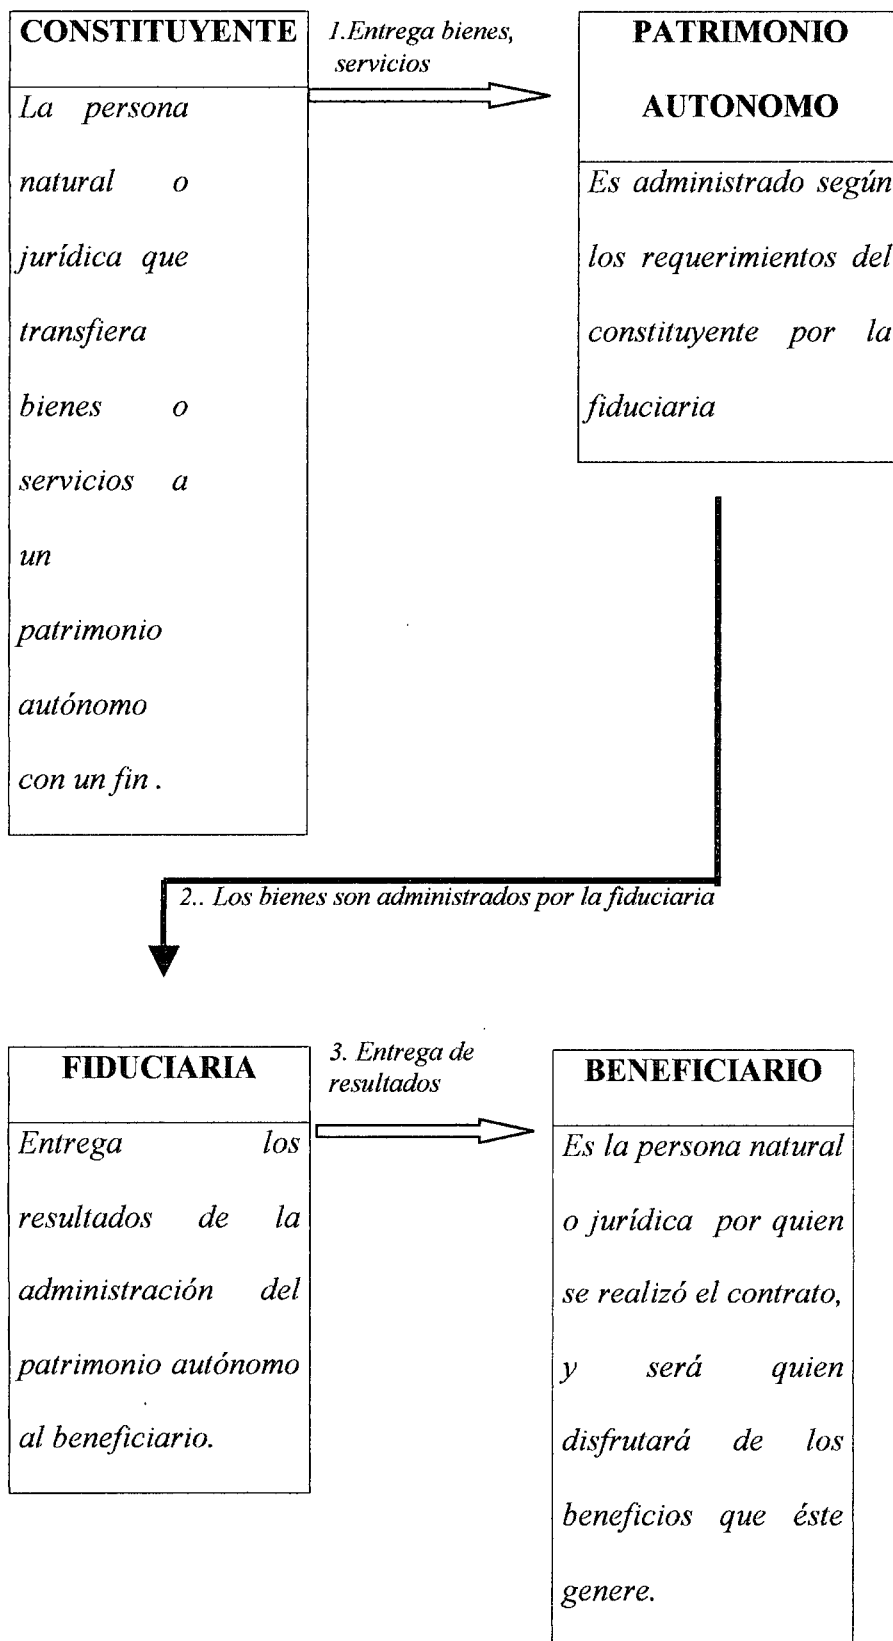 CONSTITUYENTE
La persona
natural o
jurídica que
transfiera
bienes o
servicios a
un
patrimonio
autónomo
con un fin .
1.Entrega bienes,
servicios
PATRIMONIO
AUTONOMO
Es administrado según
los requerimientos del
constituyente por la
fiduciaria
2.. Los bienes son administrados por la fiduciaria
FIDUCIARIA
Entrega los
resultados de la
administración del
patrimonio autónomo
al beneficiario.
3. Entrega de
resultados
BENEFICIARIO
Es la persona natural
o jurídica por quien
se realizó el contrato,
y será quien
disfrutará de los
beneficios que éste
genere.